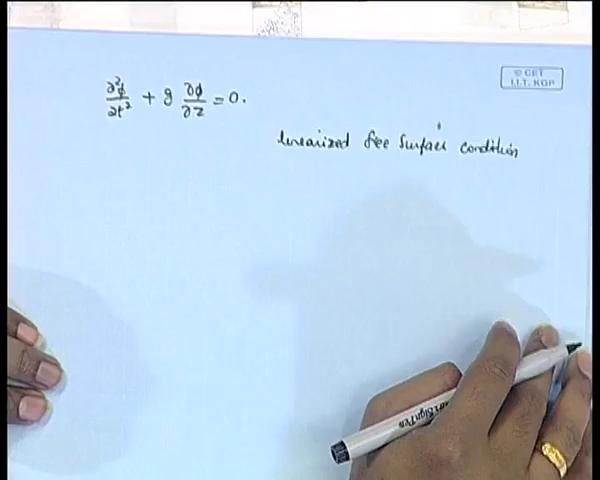 ∂²ϕ/∂t² + g ∂ϕ/∂z = 0.
© CET
I.I.T. KGP
linearized free surface condition